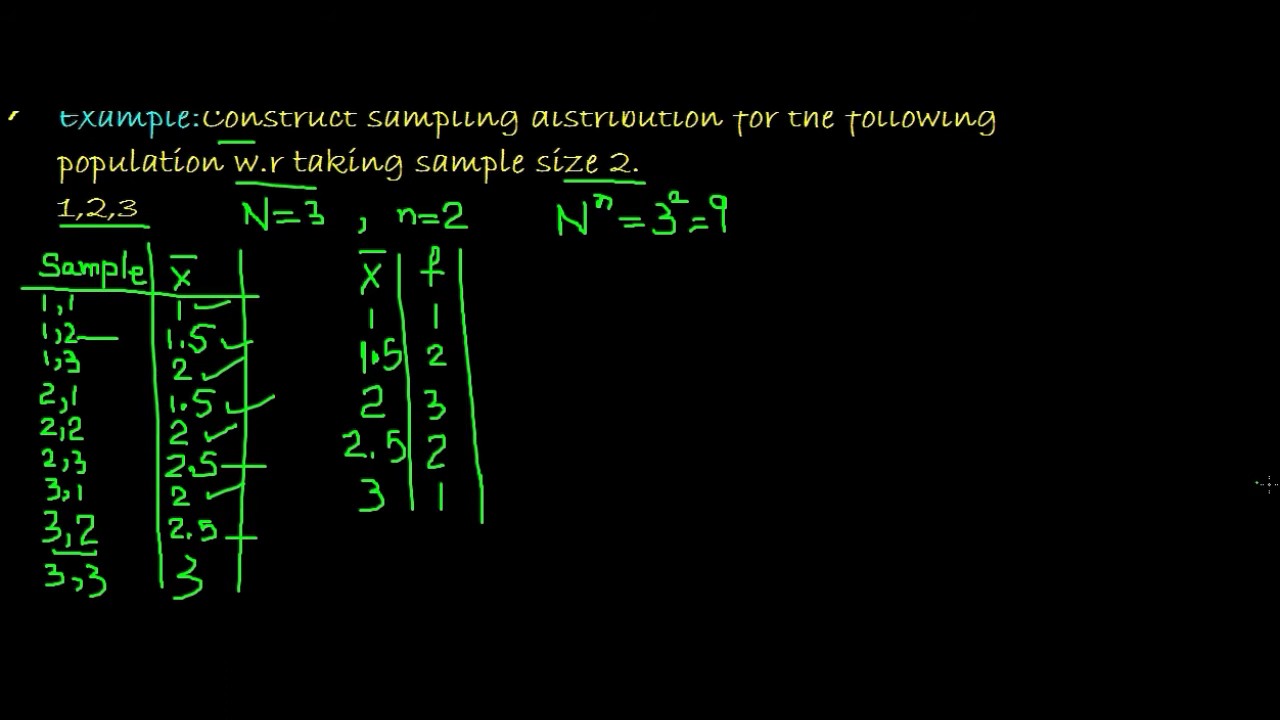 Example:Construct sampling distribution for the following
population w.r taking sample size 2.
1,2,3 N=3 , n=2 Nⁿ=3²=9
Sample x̅
1,1 1
1,2 1.5
1,3 2
2,1 1.5
2,2 2
2,3 2.5
3,1 2
3,2 2.5
3,3 3
x̅ f
1 1
1.5 2
2 3
2.5 2
3 1